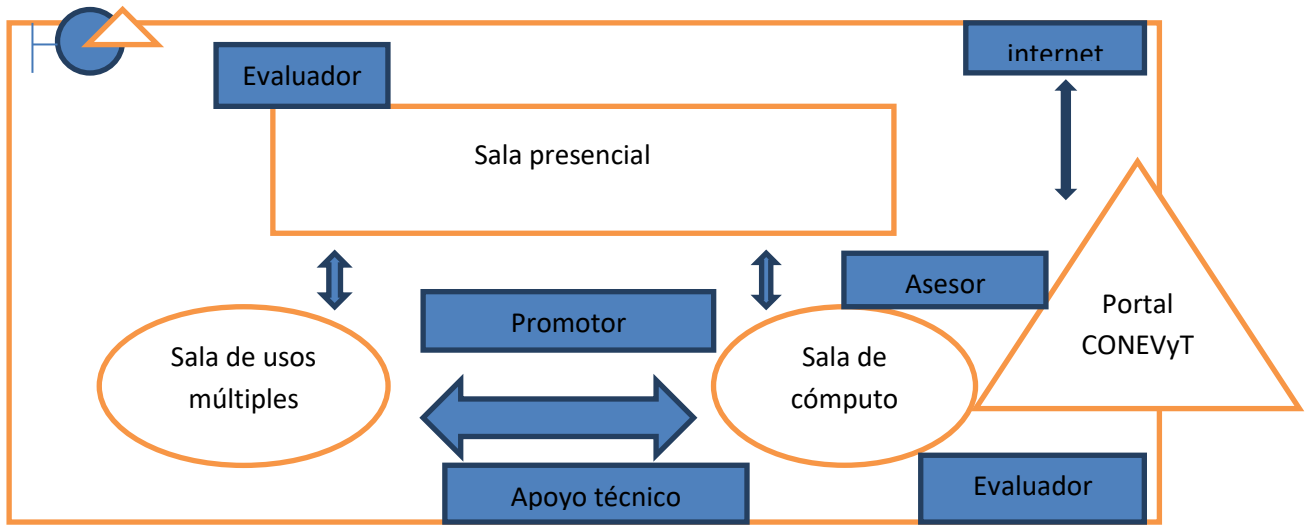 internet
Evaluador
Sala presencial
Asesor
Portal
CONEVyT
Promotor
Sala de usos
múltiples
Sala de
cómputo
Apoyo técnico
Evaluador